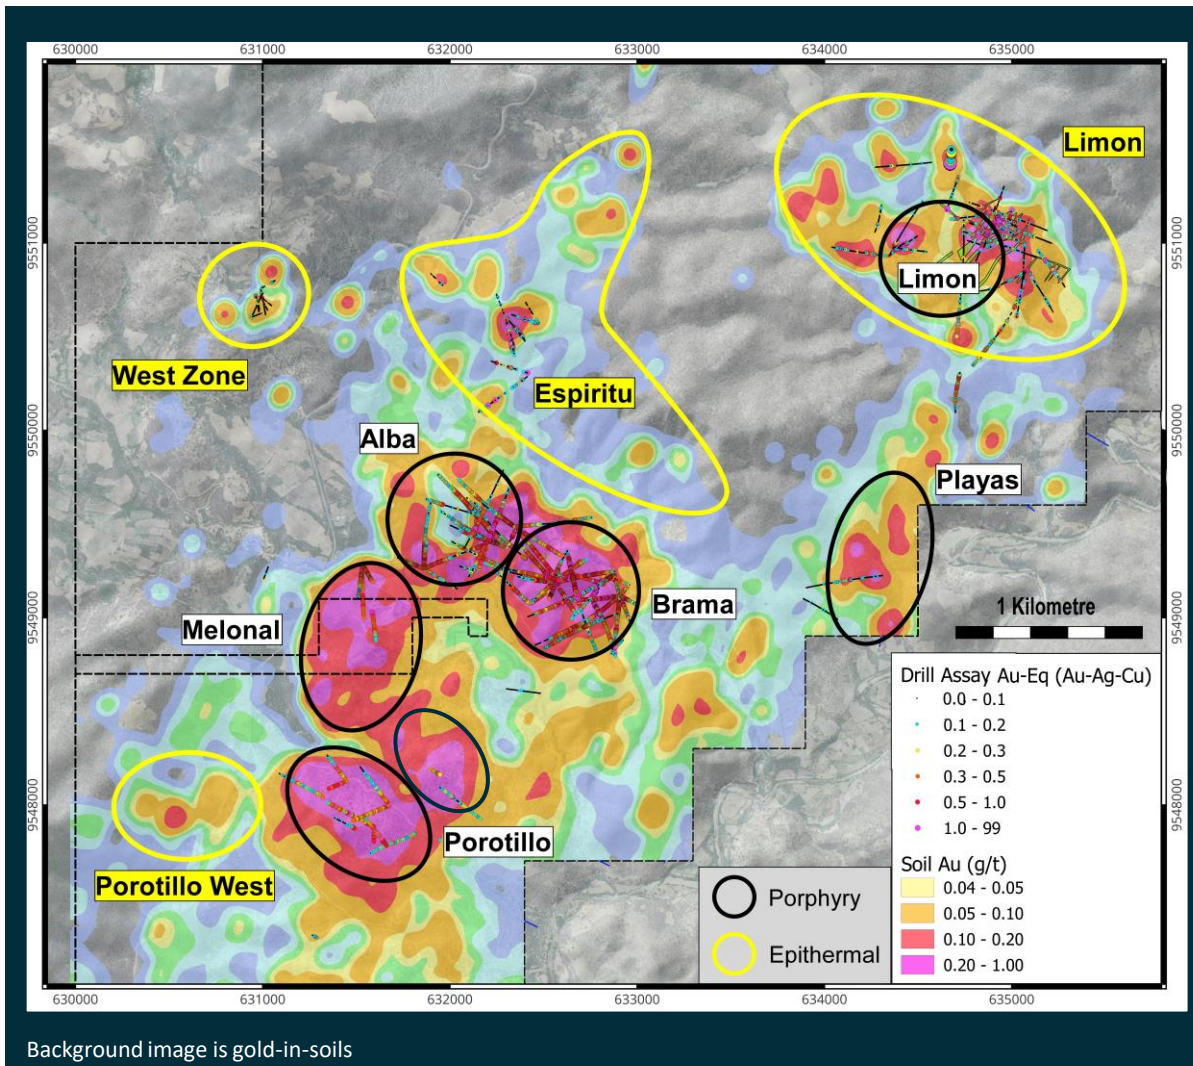 630000 631000 632000 633000 634000 635000
Limon
9551000
9551000
Limon
West Zone
Espiritu
Alba
9550000
9550000
Playas
Brama
1 Kilometre
Melonal
9549000
9549000
Drill Assay Au-Eq (Au-Ag-Cu)
0.0 - 0.1
0.1 - 0.2
0.2 - 0.3
0.3 - 0.5
0.5 - 1.0
1.0 - 99
9548000
9548000
Porotillo
Porotillo West
Soil Au (g/t)
0.04 - 0.05
0.05 - 0.10
0.10 - 0.20
0.20 - 1.00
Porphyry
Epithermal
630000 631000 632000 633000 634000 635000
Background image is gold-in-soils